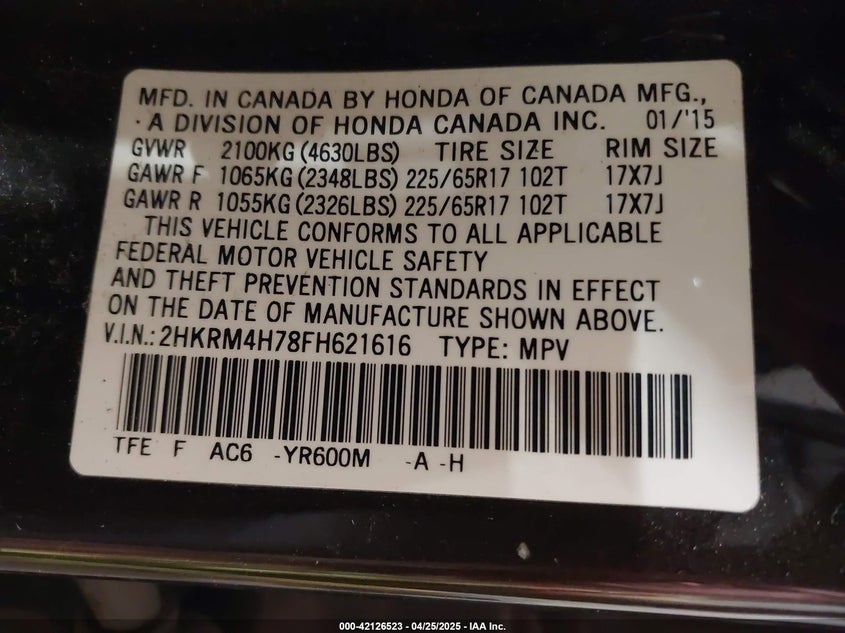 MFD. IN CANADA BY HONDA OF CANADA MFG.,
· A DIVISION OF HONDA CANADA INC. 01/'15
GVWR 2100KG (4630LBS) TIRE SIZE RIM SIZE
GAWR F 1065KG (2348LBS) 225/65R17 102T 17X7J
GAWR R 1055KG (2326LBS) 225/65R17 102T 17X7J
THIS VEHICLE CONFORMS TO ALL APPLICABLE
FEDERAL MOTOR VEHICLE SAFETY
AND THEFT PREVENTION STANDARDS IN EFFECT
ON THE DATE OF MANUFACTURE SHOWN ABOVE.
V.I.N.: 2HKRM4H78FH621616 TYPE: MPV
TFE F AC6 -YR600M -A -H
000-42126523 - 04/25/2025 - IAA Inc.